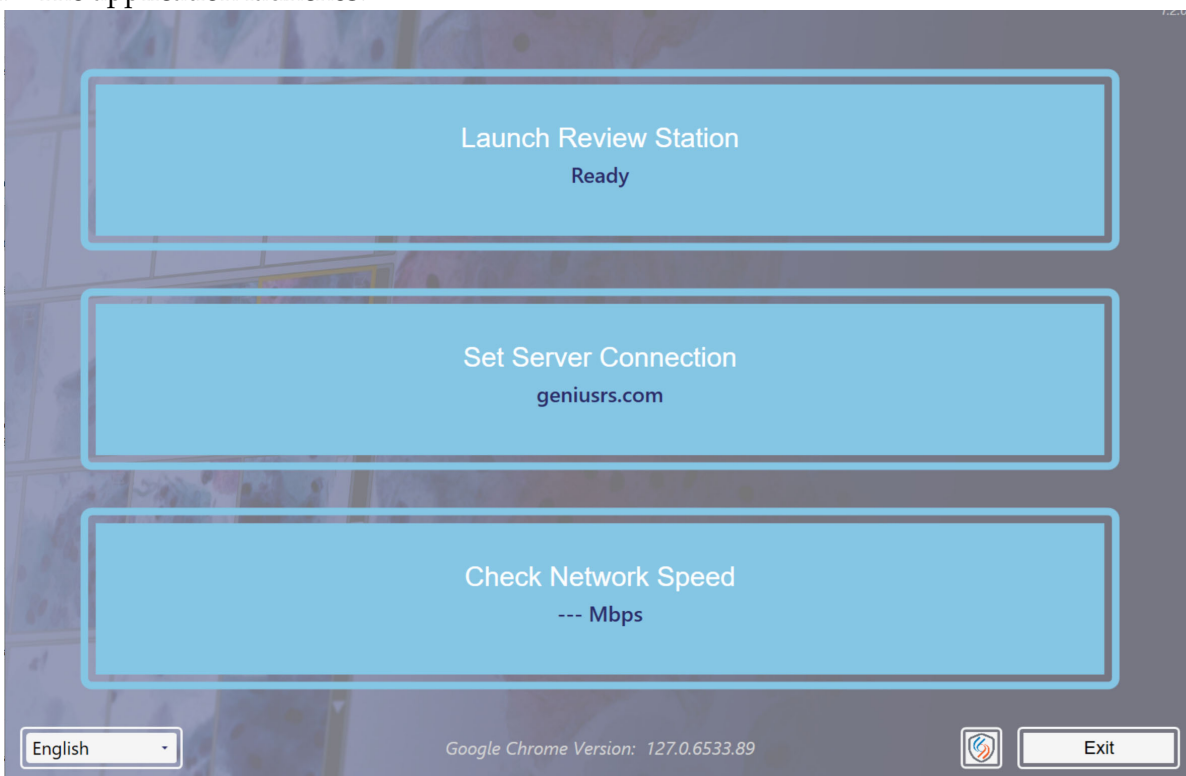 Launch Review Station
Ready
Set Server Connection
geniusrs.com
Check Network Speed
--- Mbps
English
Google Chrome Version: 127.0.6533.89
Exit